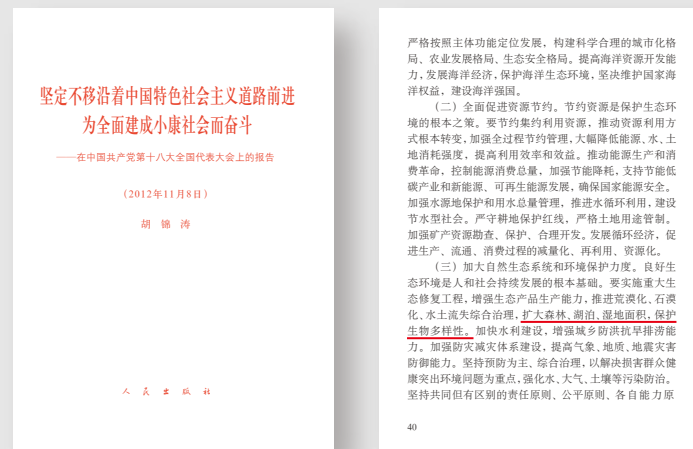 坚定不移沿着中国特色社会主义道路前进
为全面建成小康社会而奋斗
——在中国共产党第十八大全国代表大会上的报告
（2012年11月8日）
胡锦涛
人民出版社
严格按照主体功能定位发展，构建科学合理的城市化格
局、农业发展格局、生态安全格局。提高海洋资源开发能
力，发展海洋经济，保护海洋生态环境，坚决维护国家海
洋权益，建设海洋强国。
（二）全面促进资源节约。节约资源是保护生态环
境的根本之策。要节约集约利用资源，推动资源利用方
式根本转变，加强全过程节约管理，大幅降低能源、水、土
地消耗强度，提高利用效率和效益。推动能源生产和消
费革命，控制能源消费总量，加强节能降耗，支持节能低
碳产业和新能源、可再生能源发展，确保国家能源安全。
加强水源地保护和用水总量管理，推进水循环利用，建设
节水型社会。严守耕地保护红线，严格土地用途管制。
加强矿产资源勘查、保护、合理开发。发展循环经济，促
进生产、流通、消费过程的减量化、再利用、资源化。
（三）加大自然生态系统和环境保护力度。良好生
态环境是人和社会持续发展的根本基础。要实施重大生
态修复工程，增强生态产品生产能力，推进荒漠化、石漠
化、水土流失综合治理，扩大森林、湖泊、湿地面积，保护
生物多样性。加快水利建设，增强城乡防洪抗旱排涝能
力。加强防灾减灾体系建设，提高气象、地质、地震灾害
防御能力。坚持预防为主、综合治理，以解决损害群众健
康突出环境问题为重点，强化水、大气、土壤等污染防治。
坚持共同但有区别的责任原则、公平原则、各自能力原
40